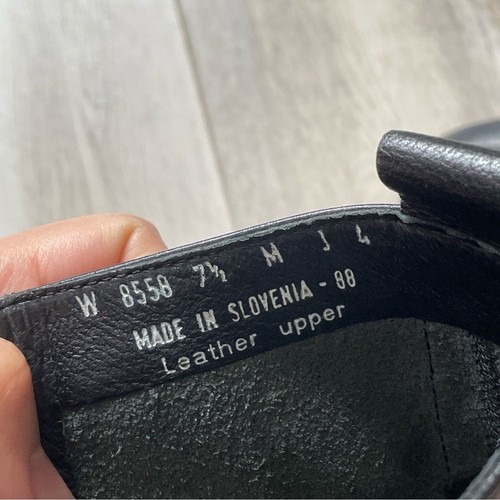 W 8558 7½ M J 4
MADE IN SLOVENIA - 88
Leather upper